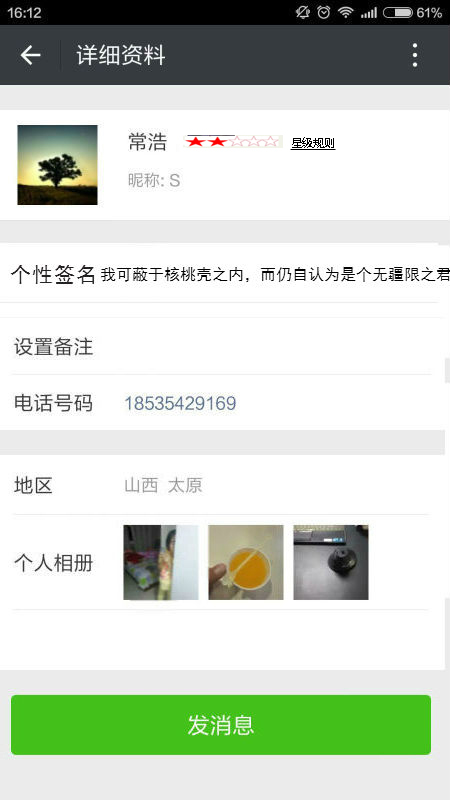 16:12 61%
详细资料
常浩 星级规则
昵称: S
个性签名 我可蔽于核桃壳之内，而仍自认为是个无疆限之君
设置备注
电话号码 18535429169
地区 山西 太原
个人相册
发消息